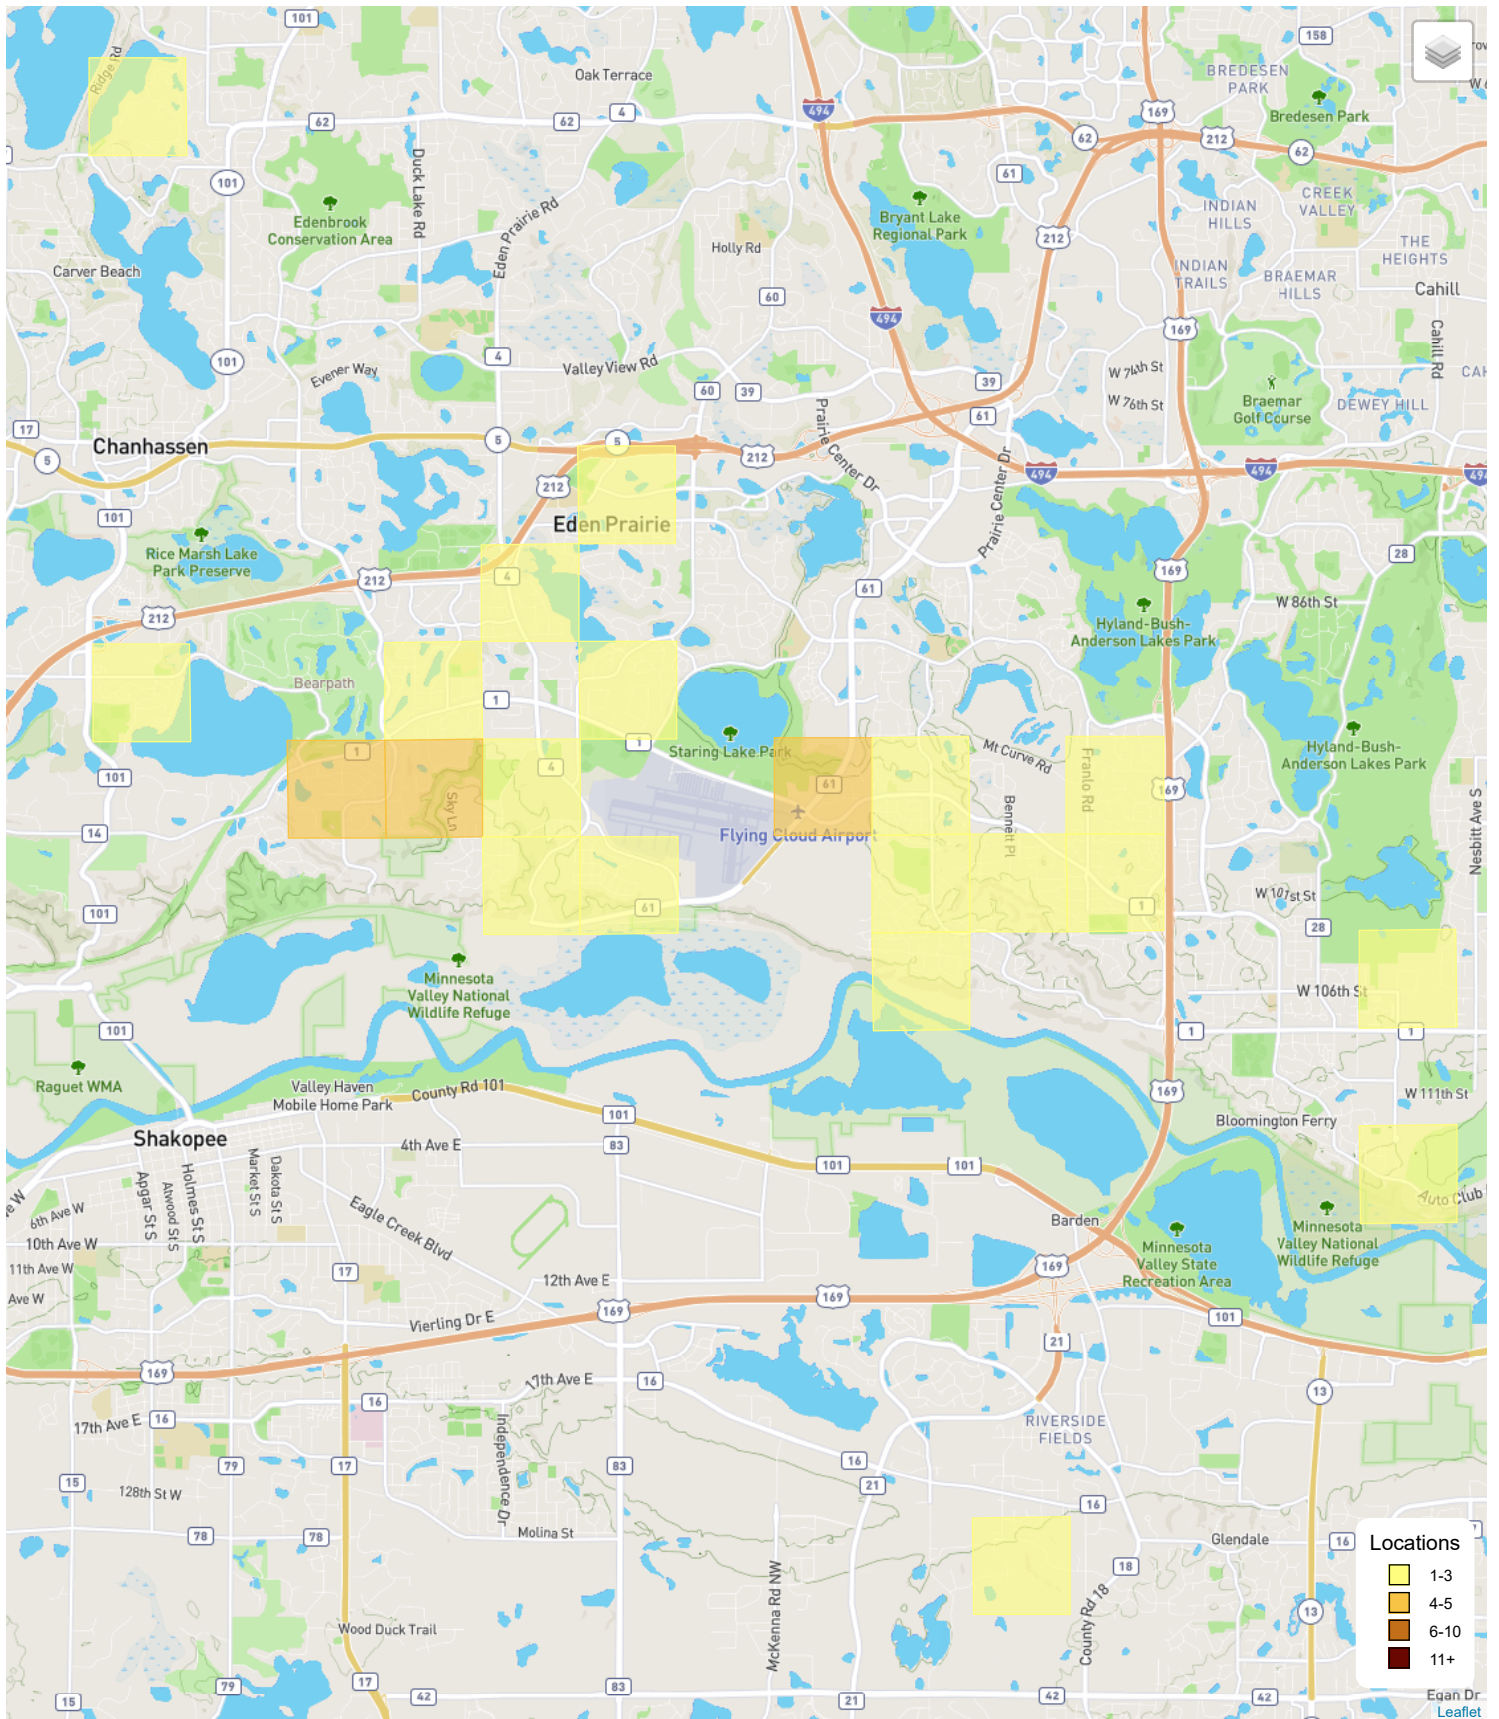 101
158
Ridge Rd
Oak Terrace
BREDESEN
PARK
4
494
169
Bredesen Park
62
62
62
212
62
Duck Lake Rd
61
101
Edenbrook
Conservation Area
Eden Prairie Rd
Bryant Lake
Regional Park
INDIAN
HILLS
CREEK
VALLEY
212
Holly Rd
THE
HEIGHTS
Carver Beach
INDIAN
TRAILS
BRAEMAR
HILLS
Cahill
60
494
169
Cahill Rd
101
4
Evener Way
Valley View Rd
W 74th St
39
60
39
Braemar
Golf Course
W 76th St
DEWEY HILL
61
17
Chanhassen
5
5
5
212
Prairie Center Dr
Prairie Center Dr
494
494
494
212
101
Eden Prairie
Rice Marsh Lake
Park Preserve
28
212
4
169
61
W 86th St
212
Hyland-Bush-
Anderson Lakes Park
Bearpath
1
1
Staring Lake Park
1
Mt Curve Rd
Franlo Rd
Hyland-Bush-
Anderson Lakes Park
101
4
61
169
Sky Ln
Bennett Pl
Nesbitt Ave S
14
Flying Cloud Airport
W 101st St
61
1
101
28
Minnesota
Valley National
Wildlife Refuge
W 106th St
101
1
1
Raguet WMA
Valley Haven
Mobile Home Park
County Rd 101
169
W 111th St
101
Bloomington Ferry
Shakopee
4th Ave E
83
101
101
Apgar St S
Atwood St S
Holmes St S
Market St S
Dakota St S
Auto Club
6th Ave W
Eagle Creek Blvd
Barden
Minnesota
Valley National
Wildlife Refuge
10th Ave W
Minnesota
Valley State
Recreation Area
11th Ave W
17
12th Ave E
169
Ave W
169
169
Vierling Dr E
101
21
169
17th Ave E
16
13
17th Ave E
16
16
RIVERSIDE
FIELDS
Independence Dr
79
17
83
16
15
21
128th St W
16
78
78
Molina St
Glendale
16
18
McKenna Rd NW
County Rd 18
13
Wood Duck Trail
Locations
1-3
4-5
6-10
11+
79
17
83
15
42
21
42
42
Egan Dr
Leaflet